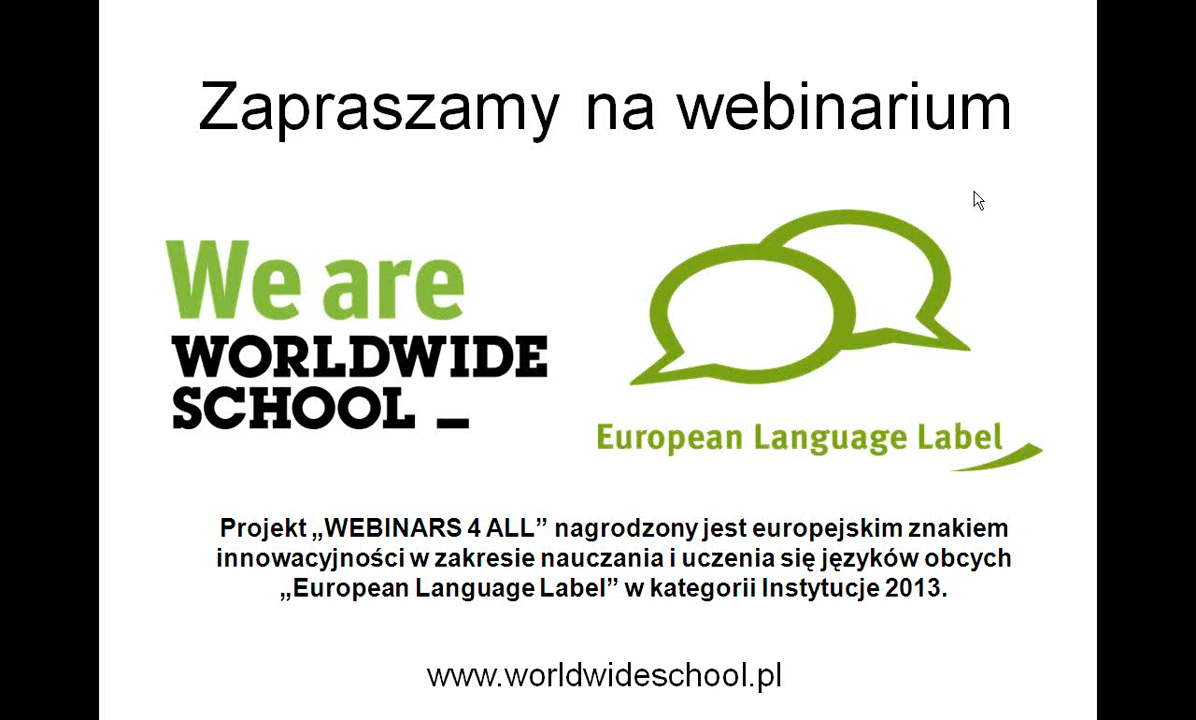 Zapraszamy na webinarium
We are
WORLDWIDE
SCHOOL _
European Language Label
Projekt „WEBINARS 4 ALL” nagrodzony jest europejskim znakiem
innowacyjności w zakresie nauczania i uczenia się języków obcych
„European Language Label” w kategorii Instytucje 2013.
www.worldwideschool.pl